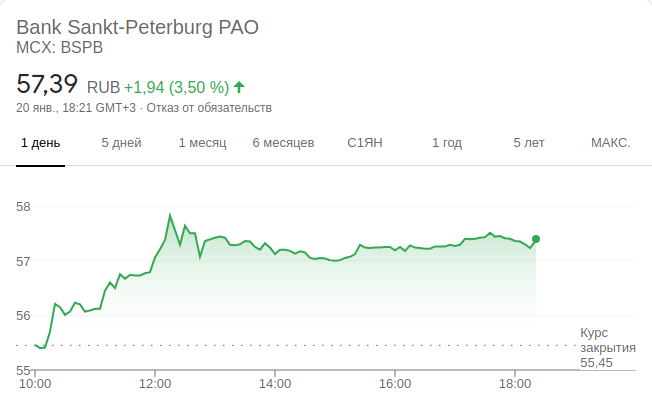 Bank Sankt-Peterburg PAO
MCX: BSPB
57,39 RUB +1,94 (3,50 %)
20 янв., 18:21 GMT+3 · Отказ от обязательств
1 день 5 дней 1 месяц 6 месяцев С1ЯН 1 год 5 лет МАКС.
58
57
56
55
Курс
закрытия
55,45
10:00 12:00 14:00 16:00 18:00